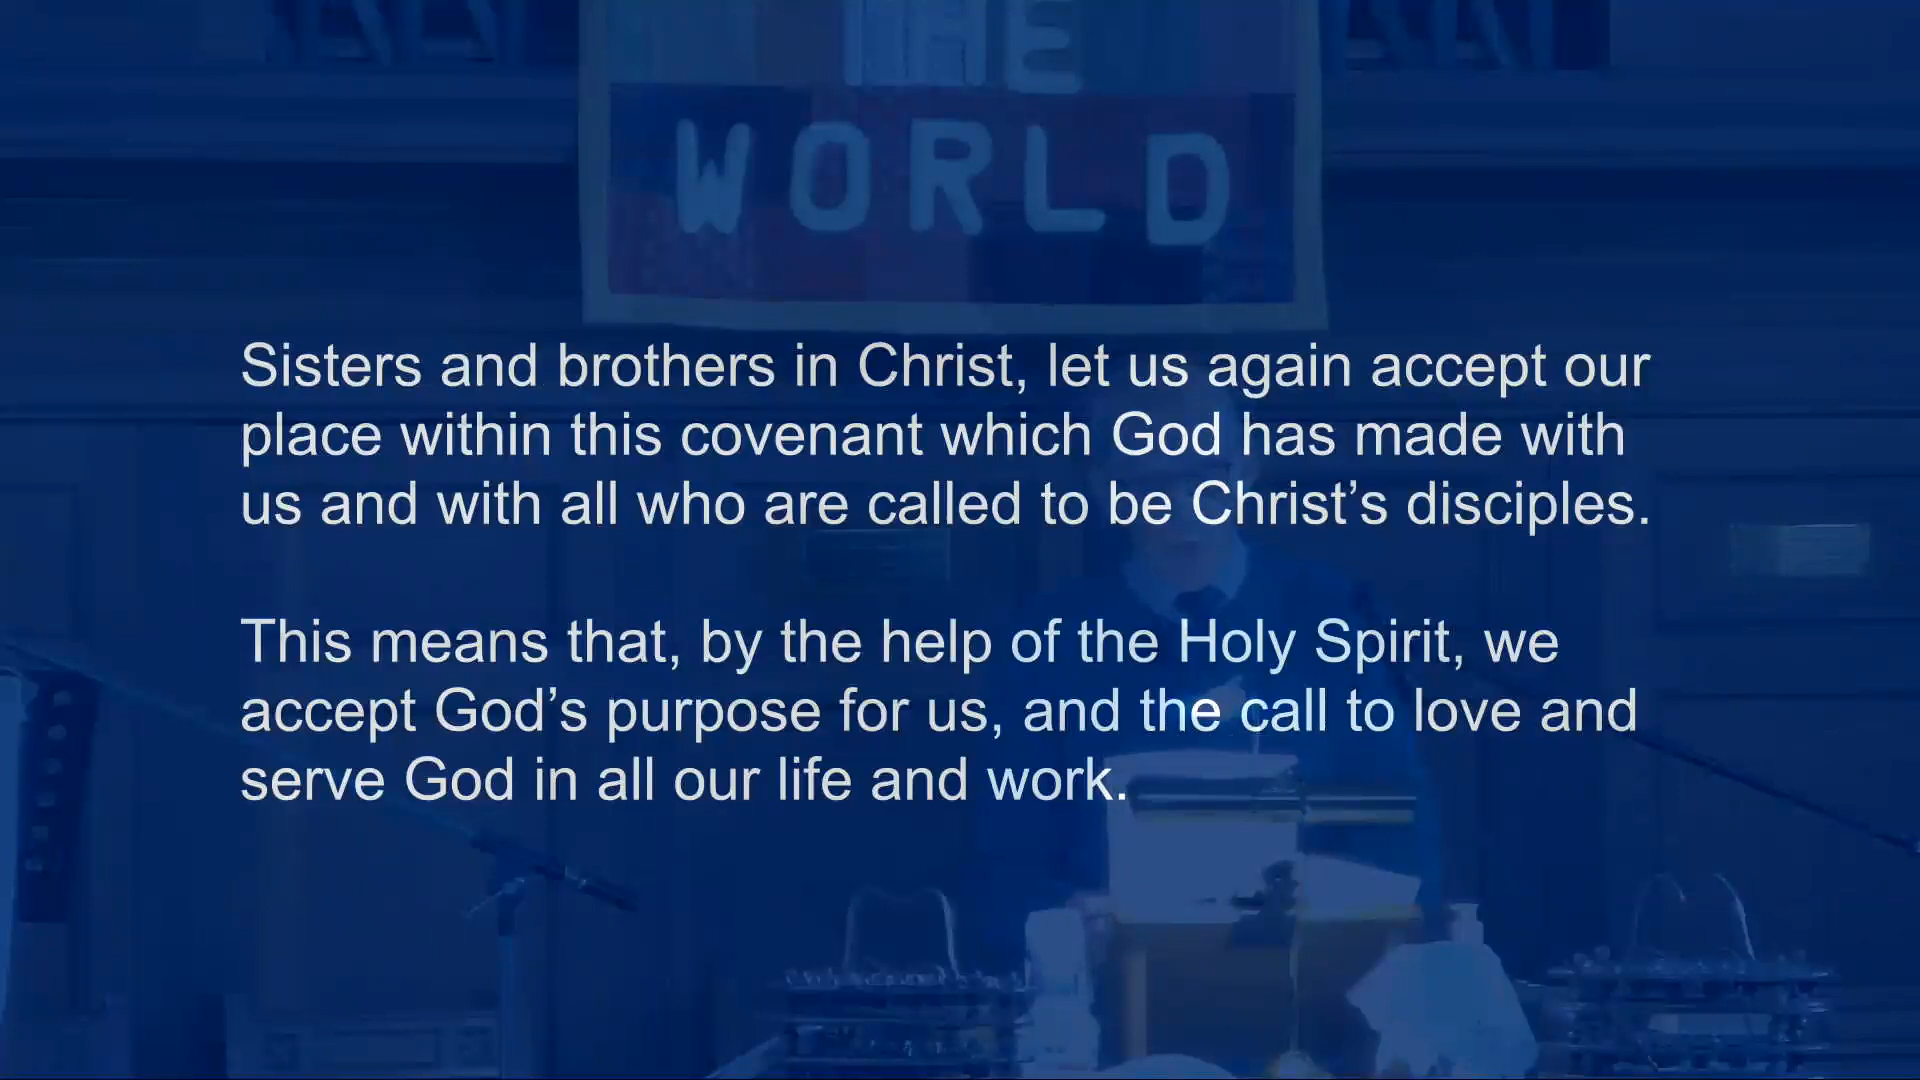 THE
WORLD
Sisters and brothers in Christ, let us again accept our
place within this covenant which God has made with
us and with all who are called to be Christ’s disciples.
This means that, by the help of the Holy Spirit, we
accept God’s purpose for us, and the call to love and
serve God in all our life and work.